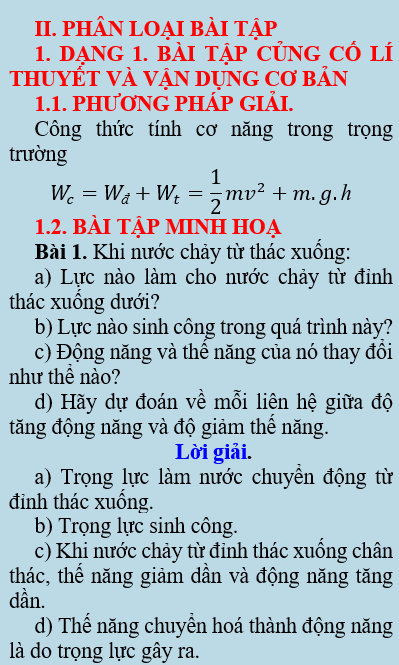 II. PHÂN LOẠI BÀI TẬP
1. DẠNG 1. BÀI TẬP CỦNG CỐ LÍ
THUYẾT VÀ VẬN DỤNG CƠ BẢN
1.1. PHƯƠNG PHÁP GIẢI.
Công thức tính cơ năng trong trọng
trường
W_c = W_đ + W_t = \frac{1}{2}mv^2 + m.g.h
1.2. BÀI TẬP MINH HOẠ
Bài 1. Khi nước chảy từ thác xuống:
a) Lực nào làm cho nước chảy từ đỉnh
thác xuống dưới?
b) Lực nào sinh công trong quá trình này?
c) Động năng và thế năng của nó thay đổi
như thế nào?
d) Hãy dự đoán về mỗi liên hệ giữa độ
tăng động năng và độ giảm thế năng.
Lời giải.
a) Trọng lực làm nước chuyển động từ
đỉnh thác xuống.
b) Trọng lực sinh công.
c) Khi nước chảy từ đỉnh thác xuống chân
thác, thế năng giảm dần và động năng tăng
dần.
d) Thế năng chuyển hoá thành động năng
là do trọng lực gây ra.